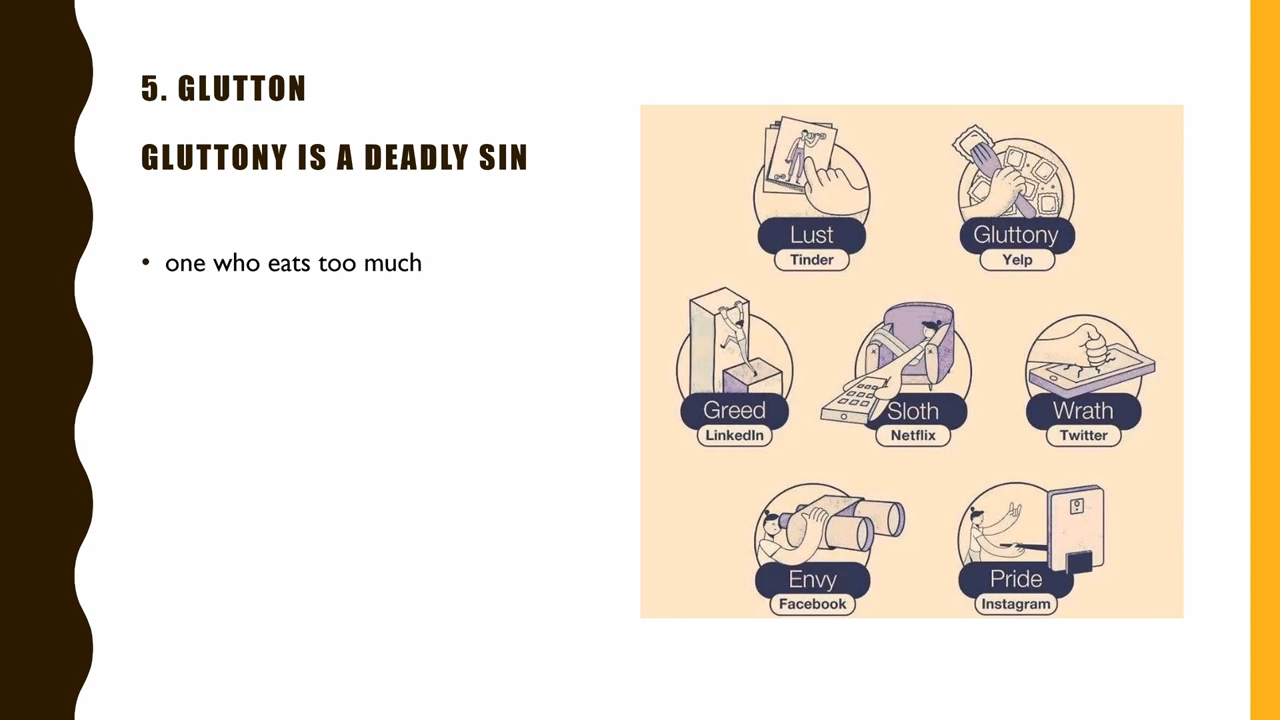 5. GLUTTON
GLUTTONY IS A DEADLY SIN
• one who eats too much
Lust
Tinder
Gluttony
Yelp
Greed
LinkedIn
Sloth
Netflix
Wrath
Twitter
Envy
Facebook
Pride
Instagram